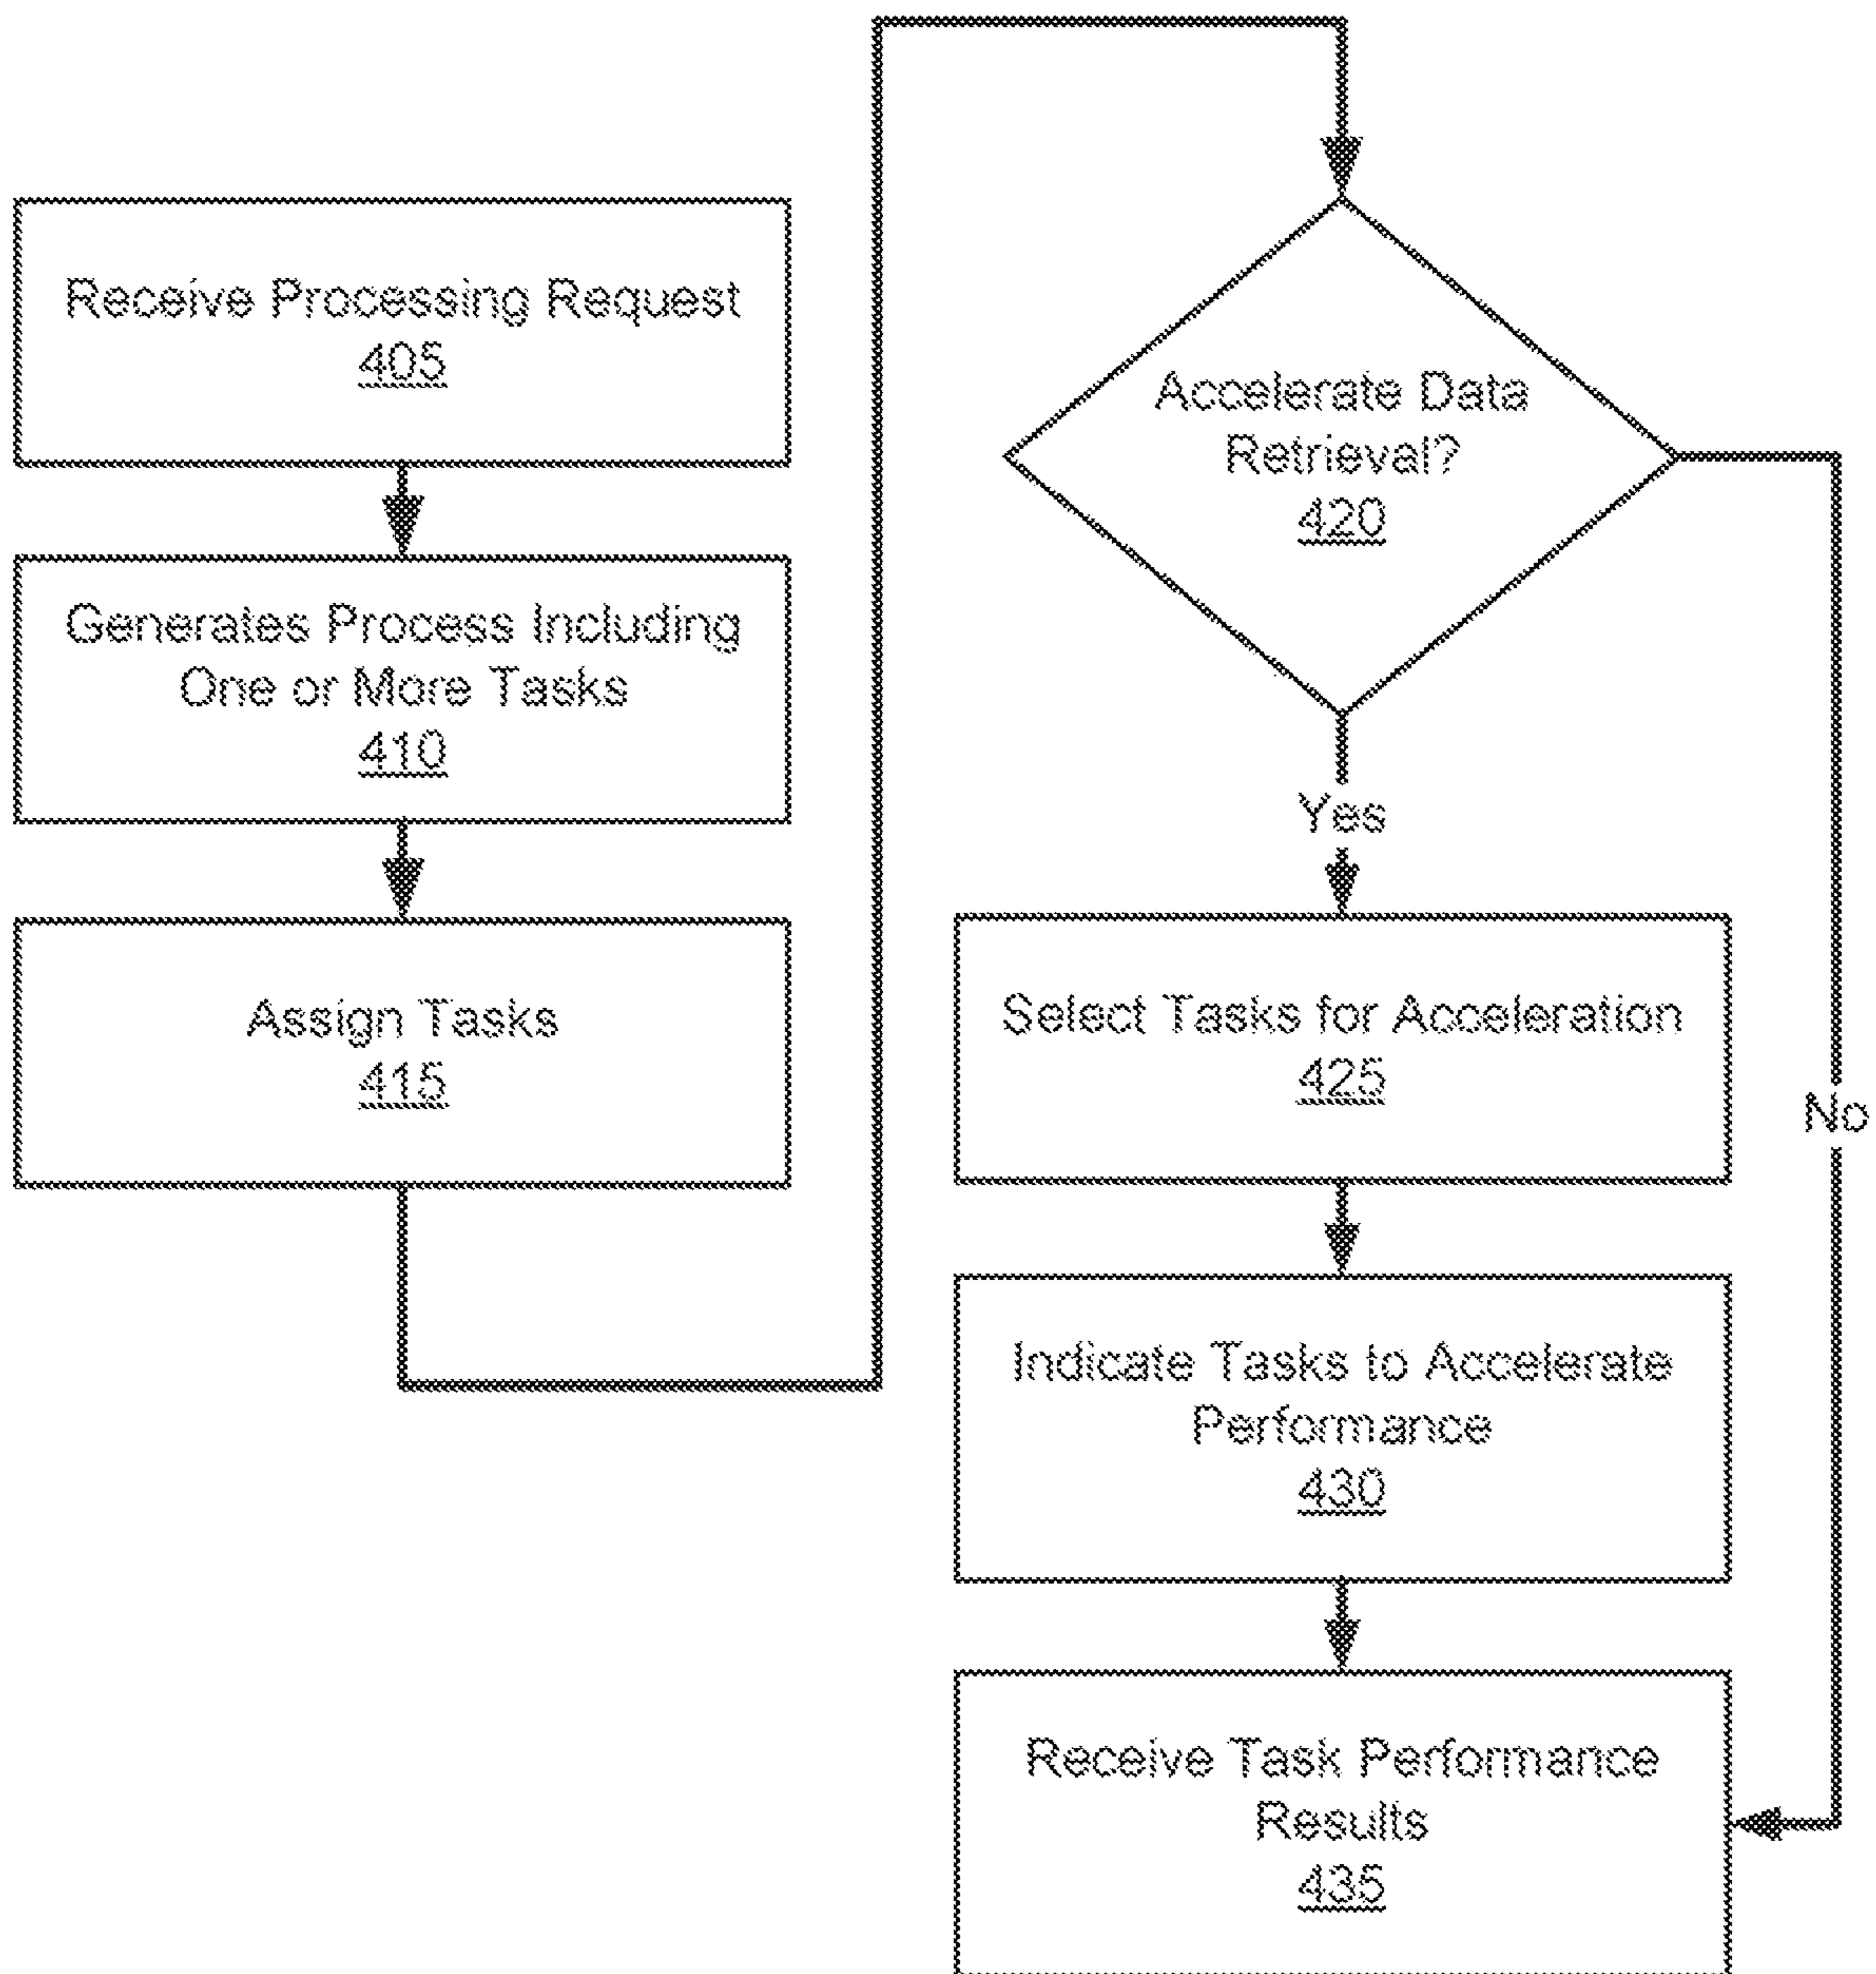 Receive Processing Request
405
Generates Process Including
One or More Tasks
410
Assign Tasks
415
Accelerate Data
Retrieval?
420
Yes
No
Select Tasks for Acceleration
425
Indicate Tasks to Accelerate
Performance
430
Receive Task Performance
Results
435